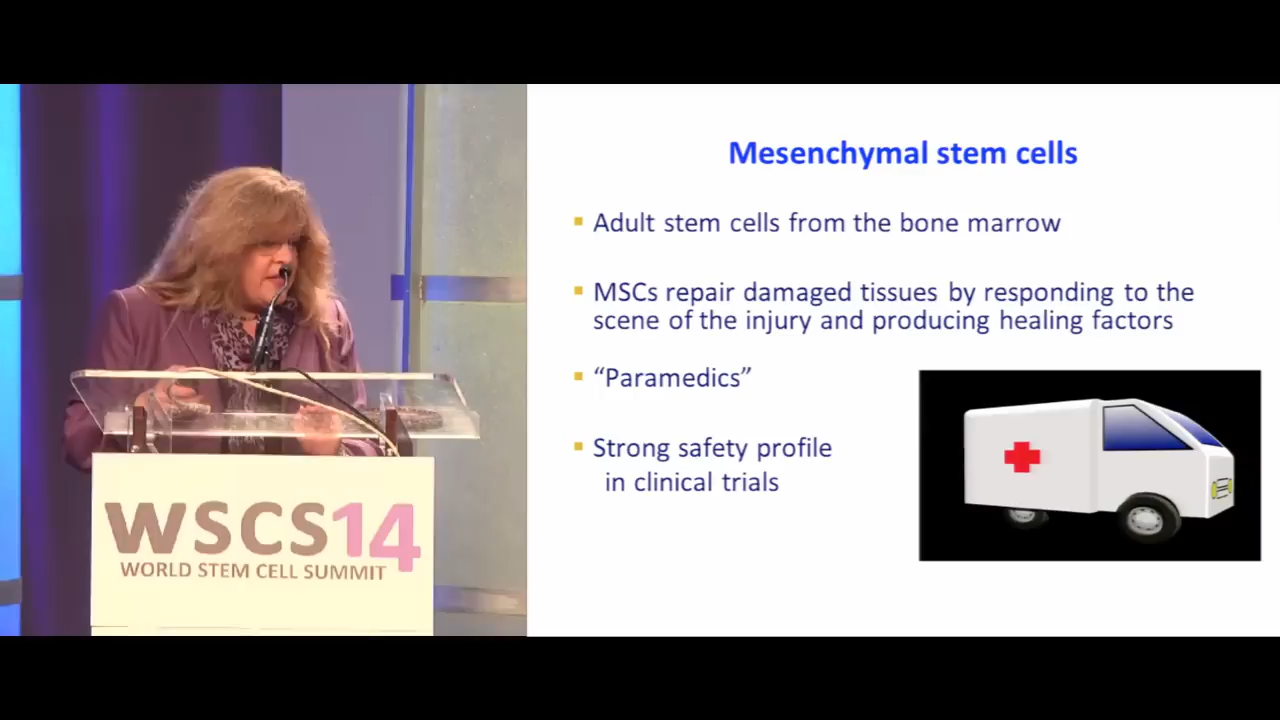 WSCS14
WORLD STEM CELL SUMMIT
Mesenchymal stem cells
▪ Adult stem cells from the bone marrow
▪ MSCs repair damaged tissues by responding to the
scene of the injury and producing healing factors
▪ “Paramedics”
▪ Strong safety profile
in clinical trials